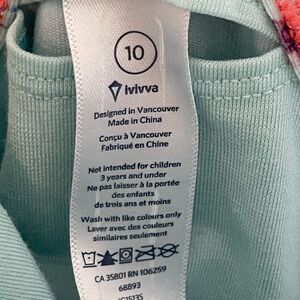 10
ivivva
Designed in Vancouver
Made in China
Conçu à Vancouver
Fabriqué en Chine
Not intended for children
3 years and under
Ne pas laisser à la portée
des enfants
de trois ans et moins
Wash with like colours only
Laver avec des couleurs
similaires seulement
CA 35801 RN 106259
68893